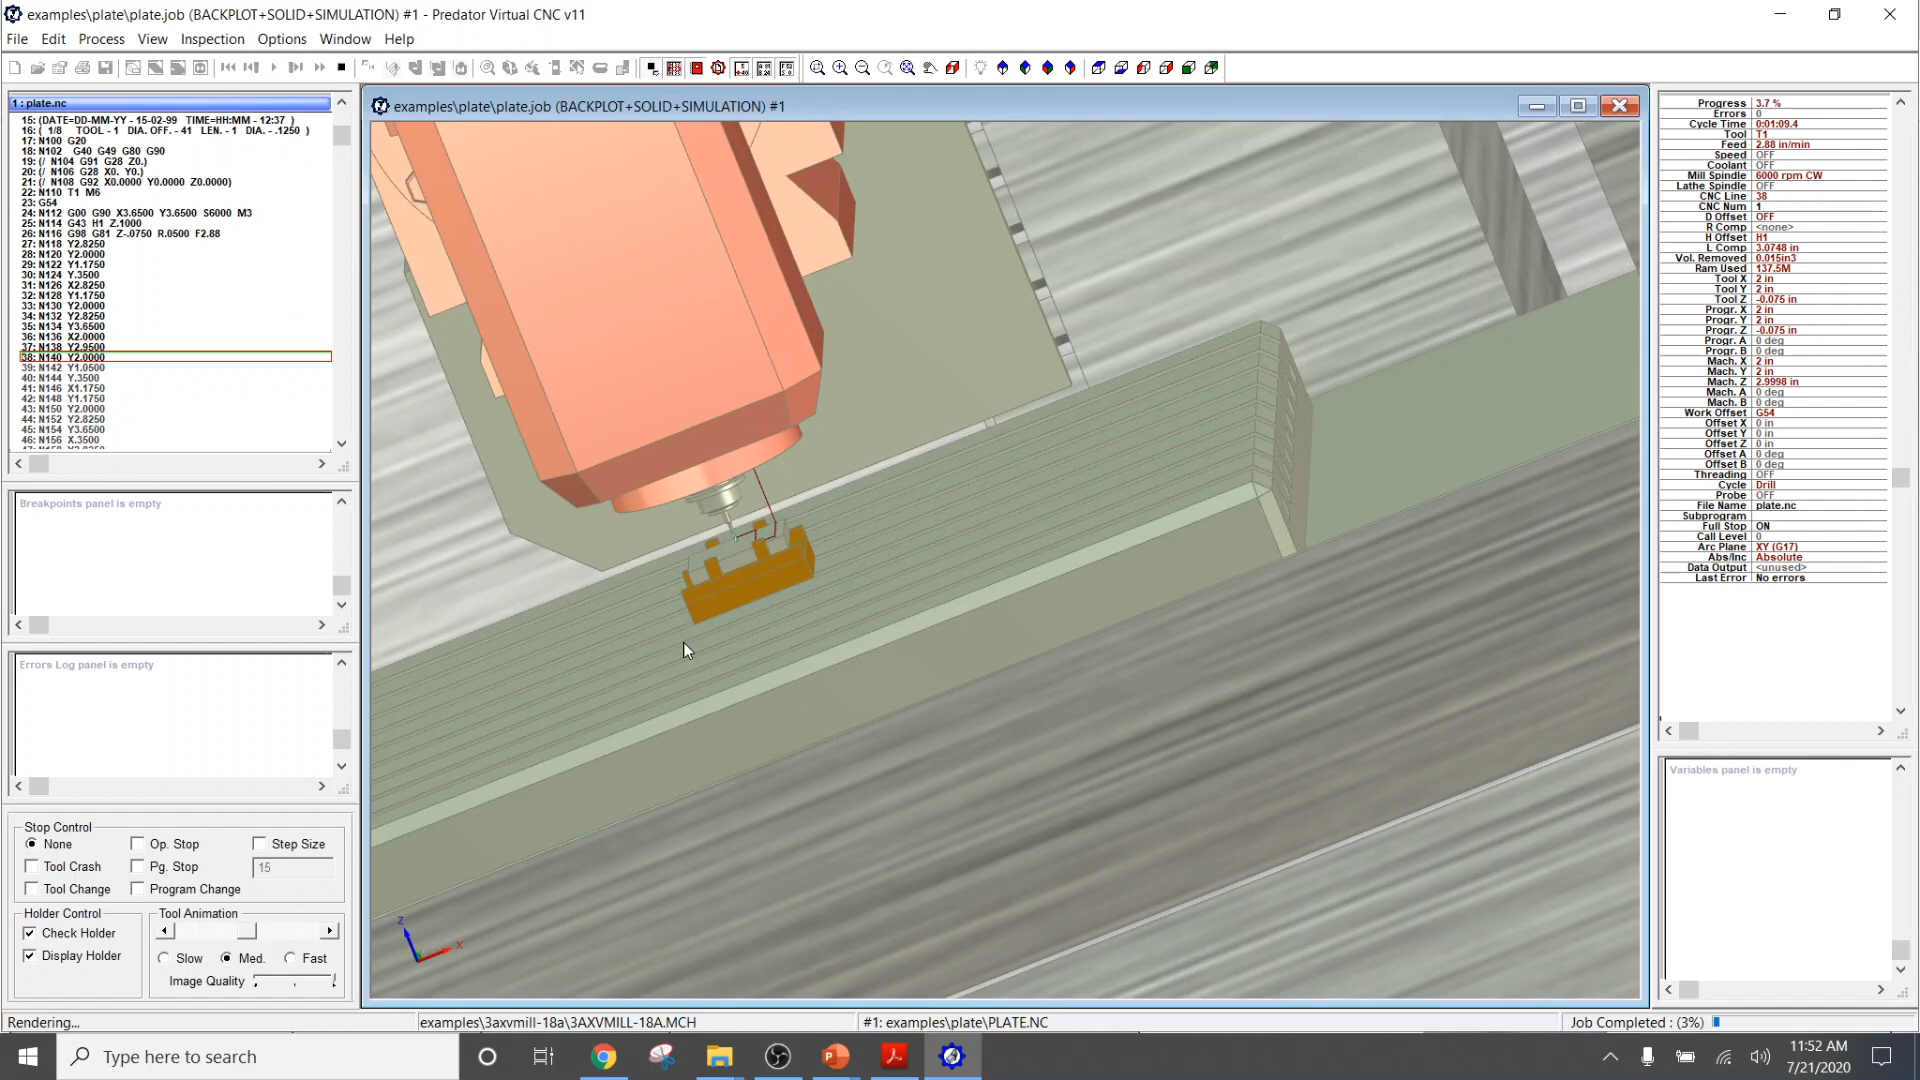 examples\plate\plate.job (BACKPLOT+SOLID+SIMULATION) #1 - Predator Virtual CNC v11
File Edit Process View Inspection Options Window Help
1 : plate.nc
15: (DATE=DD-MM-YY - 15-02-99 TIME=HH:MM - 12:37 )
16: ( 1/8 TOOL - 1 DIA. OFF. - 41 LEN. - 1 DIA. - .1250 )
17: N100 G20
18: N102 G40 G49 G80 G90
19: (/ N104 G91 G28 Z0.)
20: (/ N106 G28 X0. Y0.)
21: (/ N108 G92 X0.0000 Y0.0000 Z0.0000)
22: N110 T1 M6
23: G54
24: N112 G00 G90 X3.6500 Y3.6500 S6000 M3
25: N114 G43 H1 Z.1000
26: N116 G98 G81 Z-.0750 R.0500 F2.88
27: N118 Y2.8250
28: N120 Y2.0000
29: N122 Y1.1750
30: N124 Y.3500
31: N126 X2.8250
32: N128 Y1.1750
33: N130 Y2.0000
34: N132 Y2.8250
35: N134 Y3.6500
36: N136 X2.0000
37: N138 Y2.9500
38: N140 Y2.0000
39: N142 Y1.0500
40: N144 Y.3500
41: N146 X1.1750
42: N148 Y1.1750
43: N150 Y2.0000
44: N152 Y2.8250
45: N154 Y3.6500
46: N156 X.3500
Breakpoints panel is empty
Errors Log panel is empty
Stop Control
None Op. Stop Step Size
Tool Crash Pg. Stop 15
Tool Change Program Change
Holder Control Tool Animation
Check Holder
Display Holder Slow Med. Fast
Image Quality
examples\plate\plate.job (BACKPLOT+SOLID+SIMULATION) #1
Z
X
Progress 3.7 %
Errors 0
Cycle Time 0:01:09.4
Tool T1
Feed 2.88 in/min
Speed OFF
Coolant OFF
Mill Spindle 6000 rpm CW
Lathe Spindle OFF
CNC Line 38
CNC Num 1
D Offset OFF
R Comp <none>
H Offset H1
L Comp 3.0748 in
Vol. Removed 0.015in3
Ram Used 137.5M
Tool X 2 in
Tool Y 2 in
Tool Z -0.075 in
Progr. X 2 in
Progr. Y 2 in
Progr. Z -0.075 in
Progr. A 0 deg
Progr. B 0 deg
Mach. X 2 in
Mach. Y 2 in
Mach. Z 2.9998 in
Mach. A 0 deg
Mach. B 0 deg
Work Offset G54
Offset X 0 in
Offset Y 0 in
Offset Z 0 in
Offset A 0 deg
Offset B 0 deg
Threading OFF
Cycle Drill
Probe OFF
File Name plate.nc
Subprogram
Full Stop ON
Call Level 0
Arc Plane XY (G17)
Abs/Inc Absolute
Data Output <unused>
Last Error No errors
Variables panel is empty
Rendering... examples\3axvmill-18a\3AXVMILL-18A.MCH #1: examples\plate\PLATE.NC Job Completed : (3%)
Type here to search
11:52 AM
7/21/2020